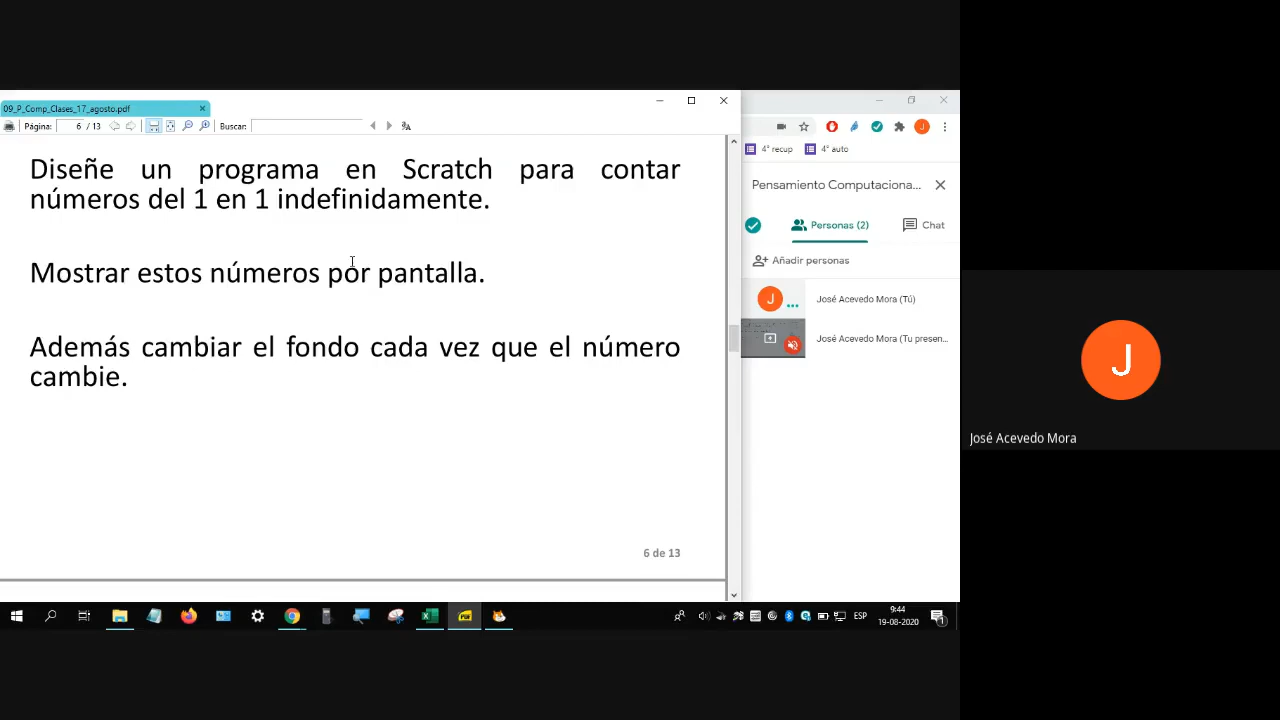 09_P_Comp_Clases_17_agosto.pdf
Página: 6 / 13
Buscar:
Diseñe un programa en Scratch para contar
números del 1 en 1 indefinidamente.
Mostrar estos números por pantalla.
Además cambiar el fondo cada vez que el número
cambie.
6 de 13
J
4° recup
4° auto
Pensamiento Computaciona...
Personas (2)
Chat
Añadir personas
J
José Acevedo Mora (Tú)
José Acevedo Mora (Tu presen...
ESP
9:44
19-08-2020
1
J
José Acevedo Mora